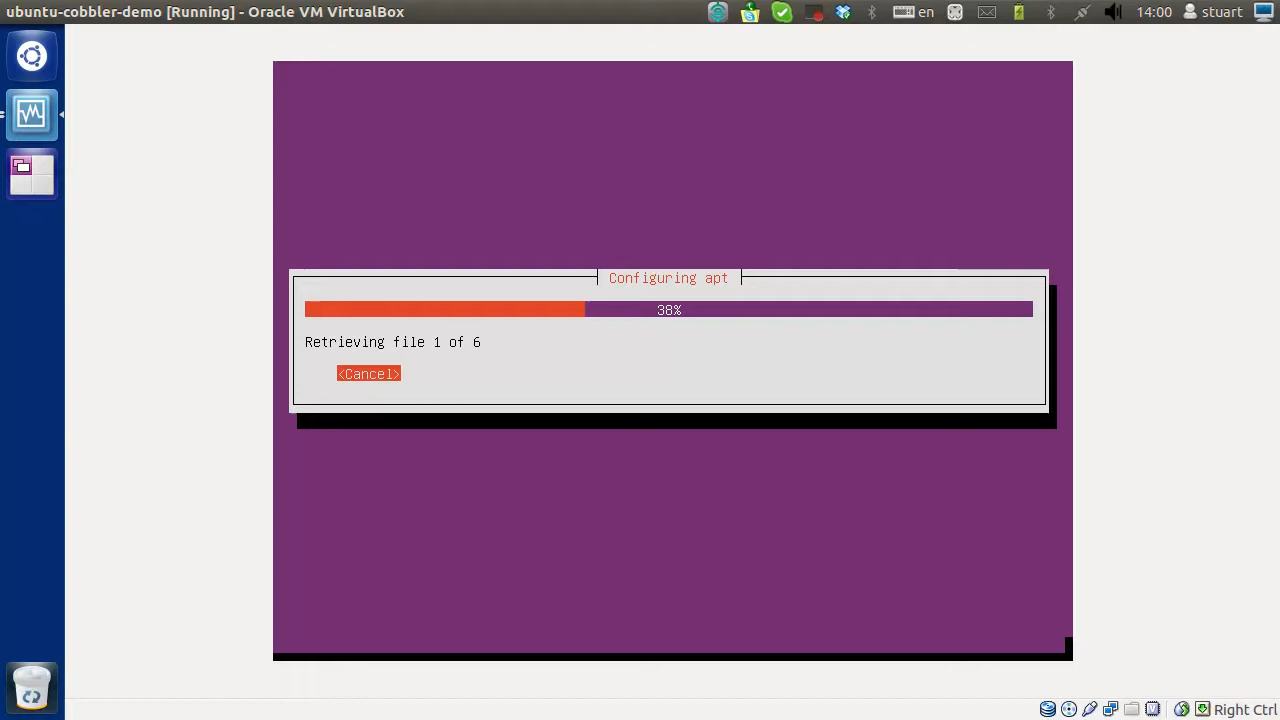 ubuntu-cobbler-demo [Running] - Oracle VM VirtualBox
en
14:00
stuart
Configuring apt
38%
Retrieving file 1 of 6
<Cancel>
Right Ctrl